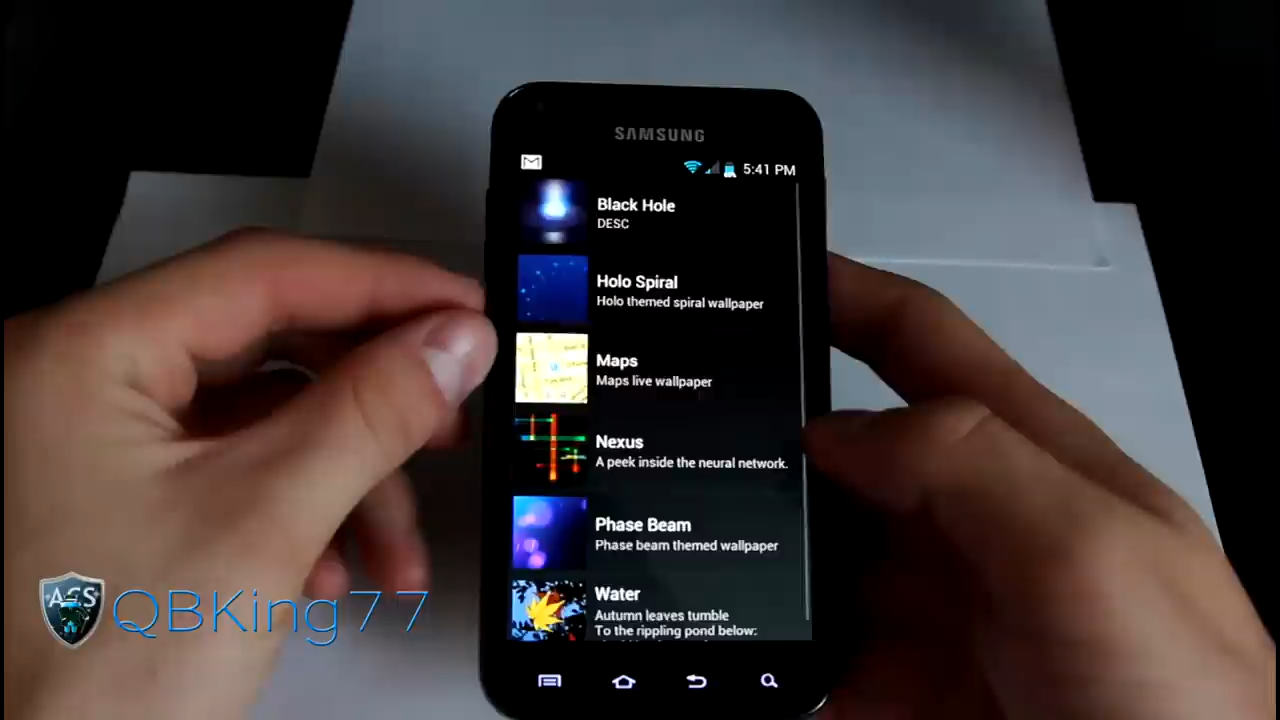 SAMSUNG
5:41 PM
Black Hole
DESC
Holo Spiral
Holo themed spiral wallpaper
Maps
Maps live wallpaper
Nexus
A peek inside the neural network.
Phase Beam
Phase beam themed wallpaper
Water
Autumn leaves tumble
To the rippling pond below:
ACS
QBKing77